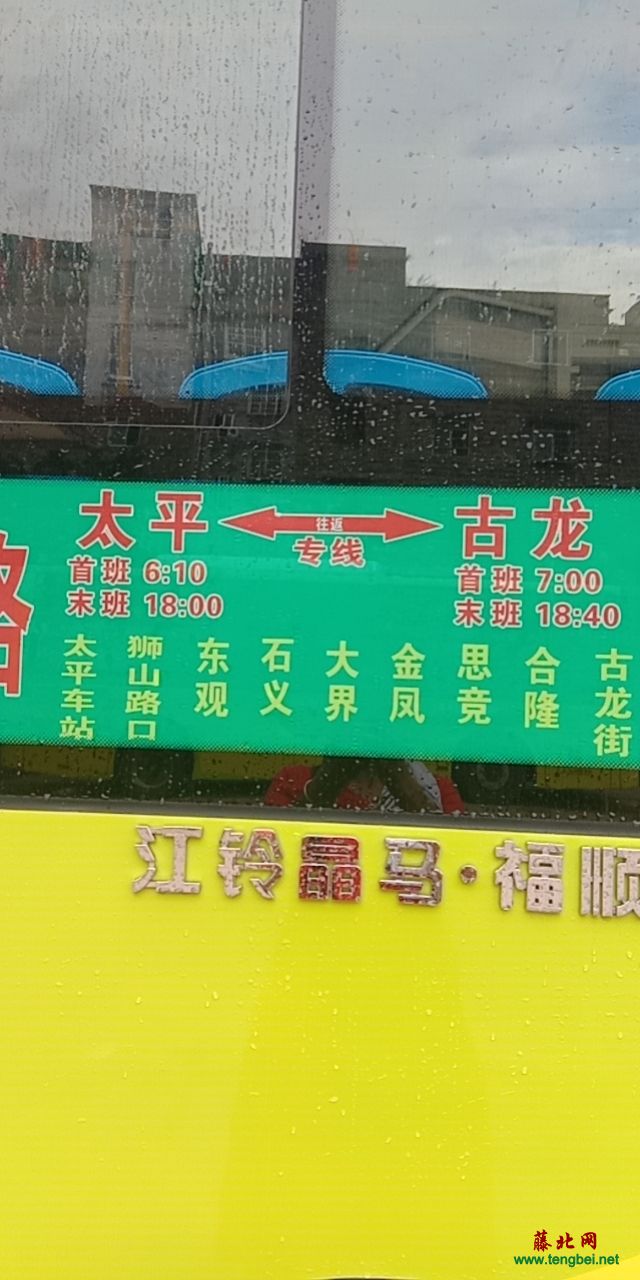 路
太平 往返 古龙
专线
首班 6:10 首班 7:00
末班 18:00 末班 18:40
太平车站 狮山路口 东观 石义 大界 金凤 思竞 合隆 古龙街
江铃晶马·福顺
藤北网
www.tengbei.net